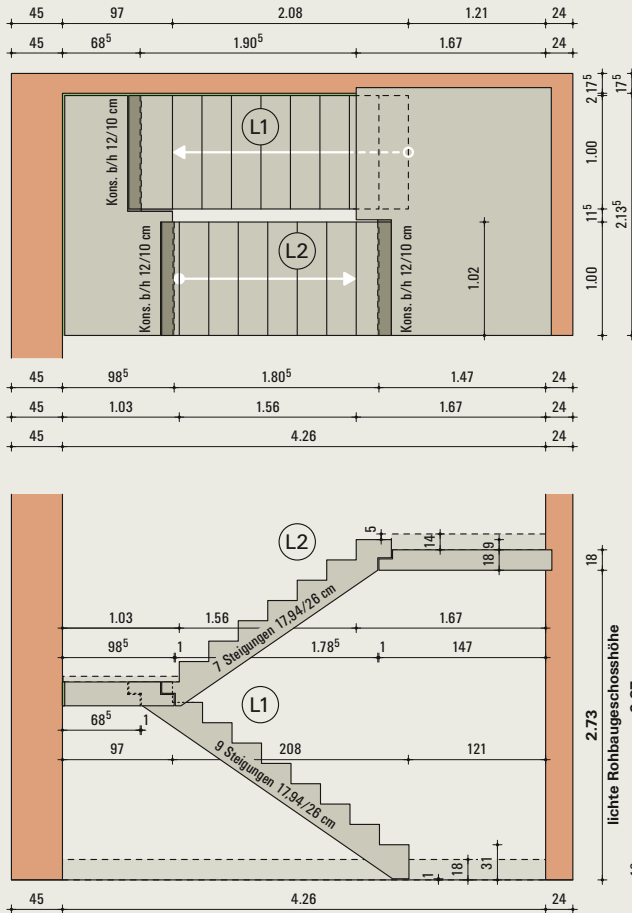 45 97 2.08 1.21 24
45 68⁵ 1.90⁵ 1.67 24
L1
L2
Kons. b/h 12/10 cm
Kons. b/h 12/10 cm
Kons. b/h 12/10 cm
1.02
2 17⁵
1.00
11⁵
1.00
17⁵
2.13⁵
45 98⁵ 1.80⁵ 1.47 24
45 1.03 1.56 1.67 24
45 4.26 24
L2
5
14
18 9
18
7 Steigungen 17,94/26 cm
1.03 1.56 1.67
98⁵ 1 1.78⁵ 1 147
L1
68⁵ 1
97 208 121
9 Steigungen 17,94/26 cm
2.73
lichte Rohbaugeschosshöhe
1
18
31
45 4.26 24